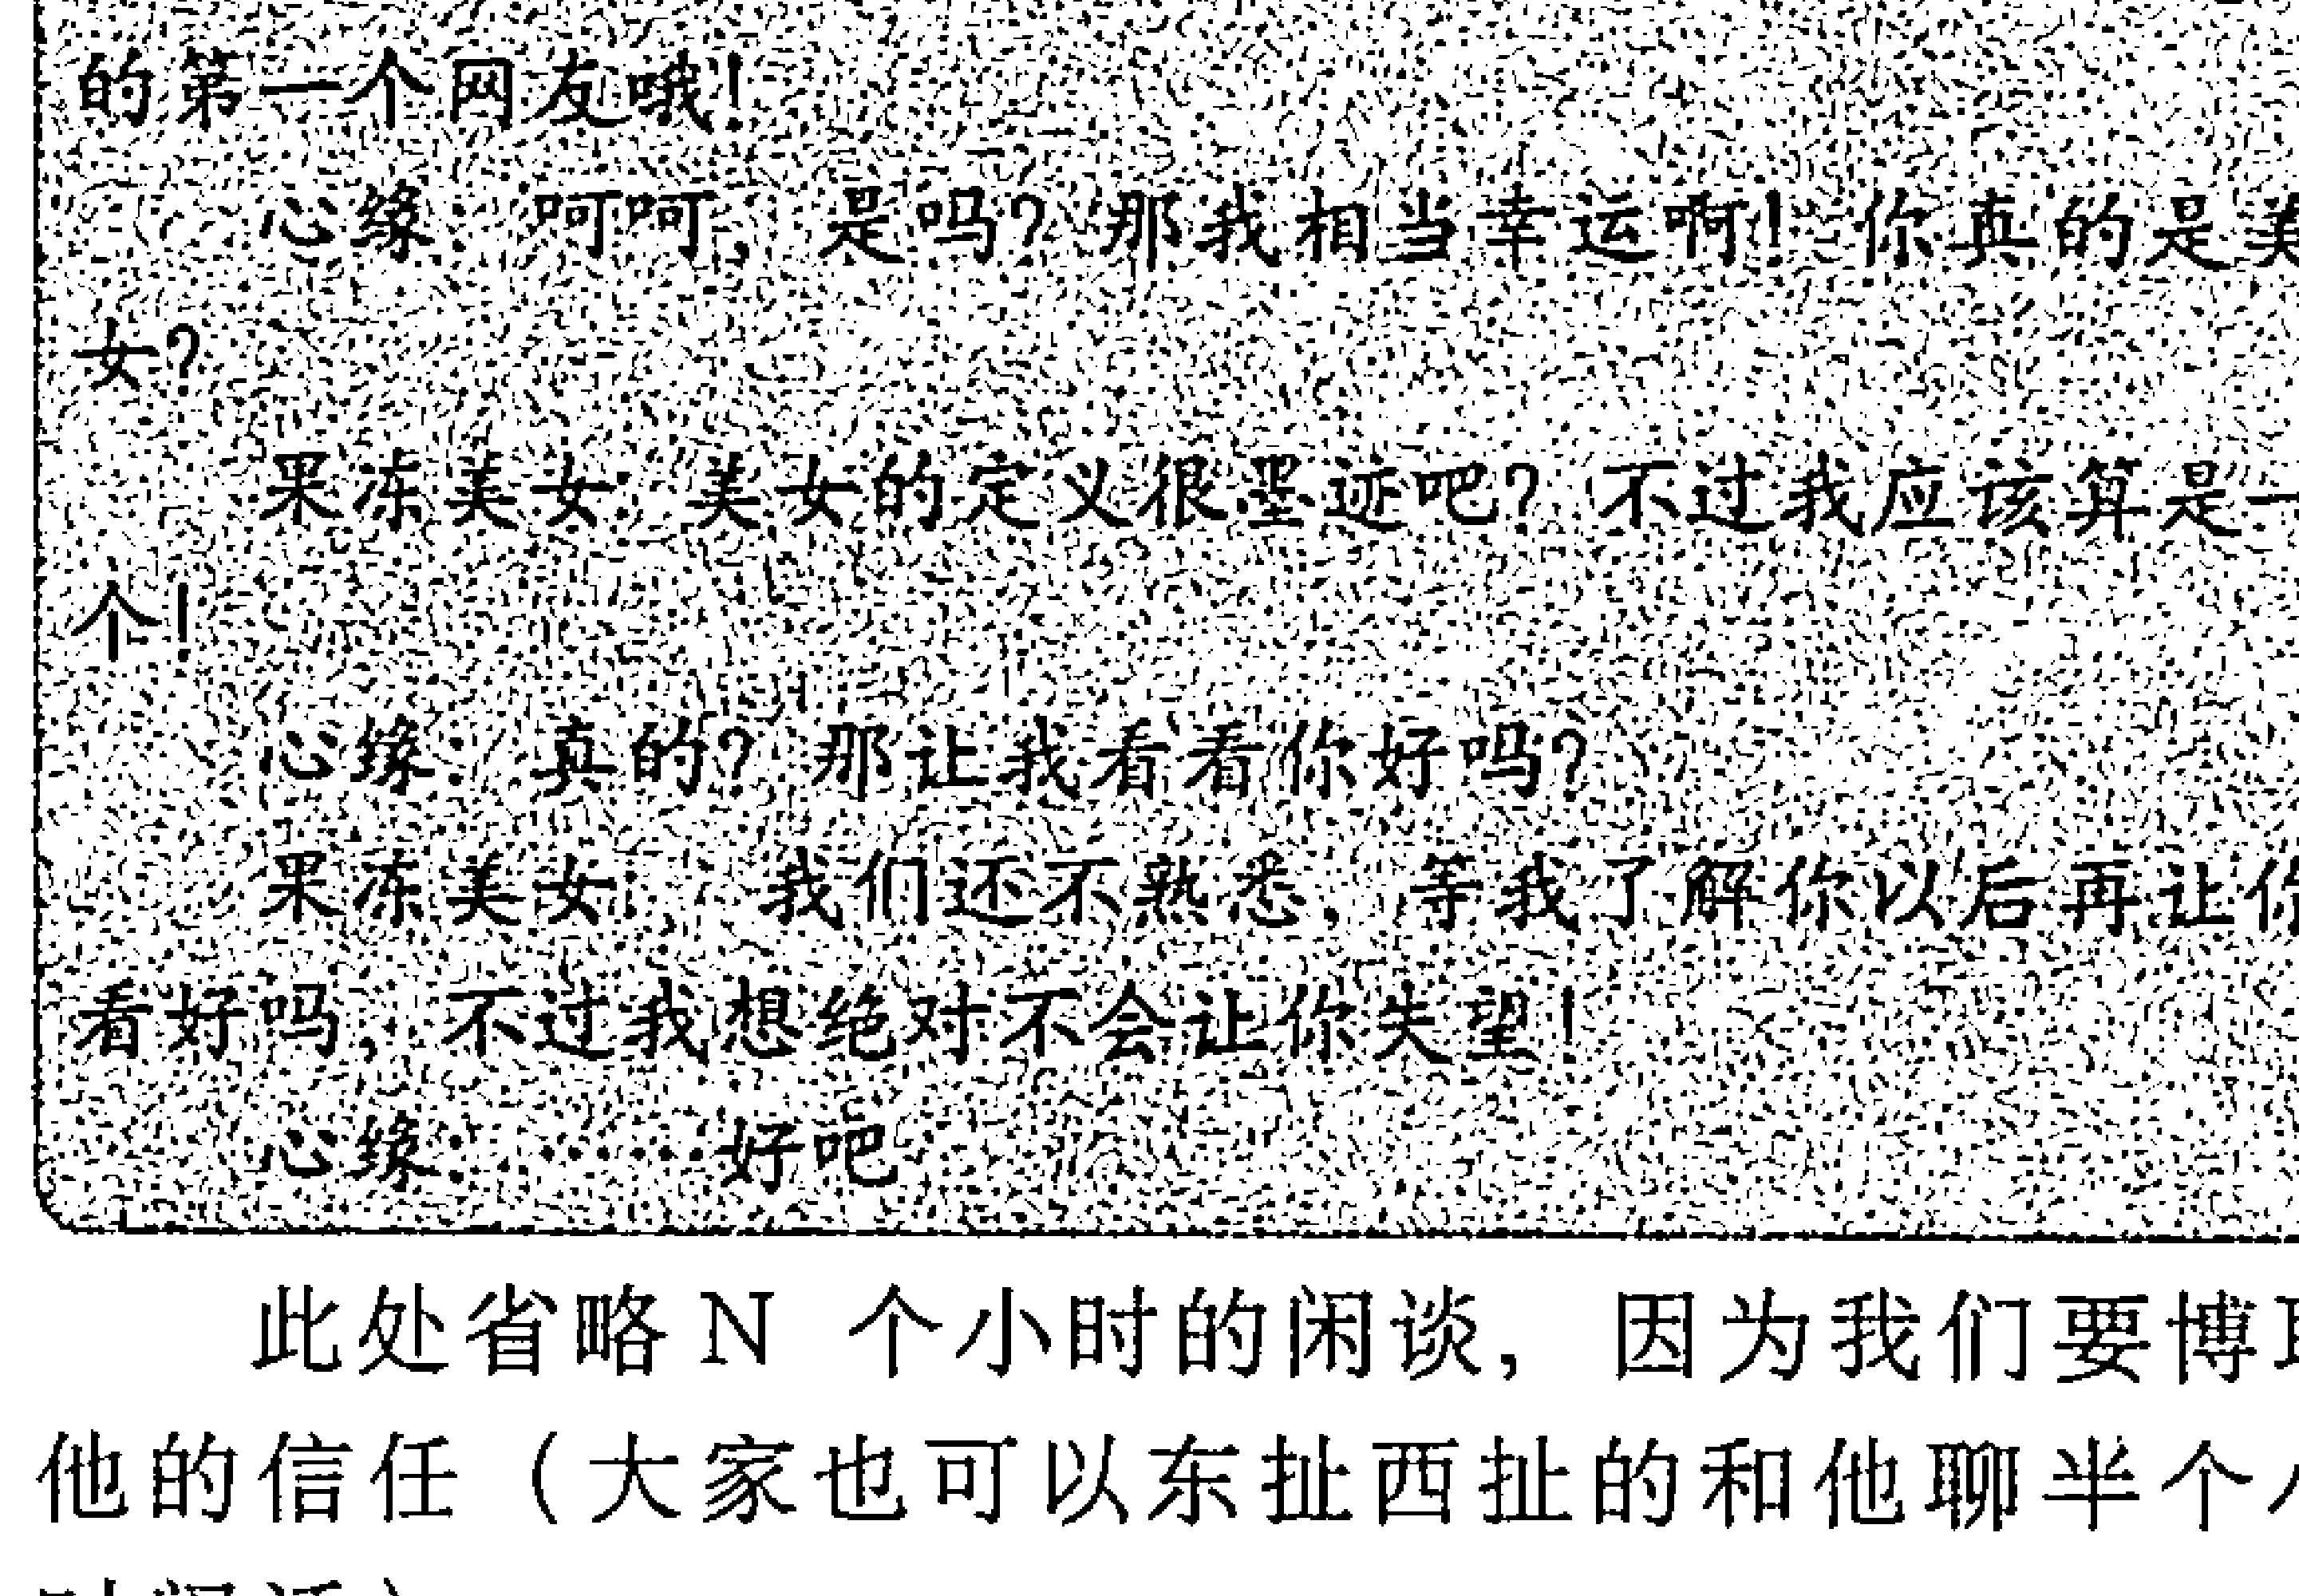 的第一个网友哦!
心缘: 呵呵, 是吗? 那我相当幸运啊! 你真的是美
女?
果冻美女: 美女的定义很墨迹吧? 不过我应该算是一
个!
心缘: 真的? 那让我看看你好吗?
果冻美女: 我们还不熟悉, 等我了解你以后再让你
看好吗, 不过我想绝对不会让你失望!
心缘: ……好吧
此处省略 N 个小时的闲谈, 因为我们要博取
他的信任 (大家也可以东扯西扯的和他聊半个小